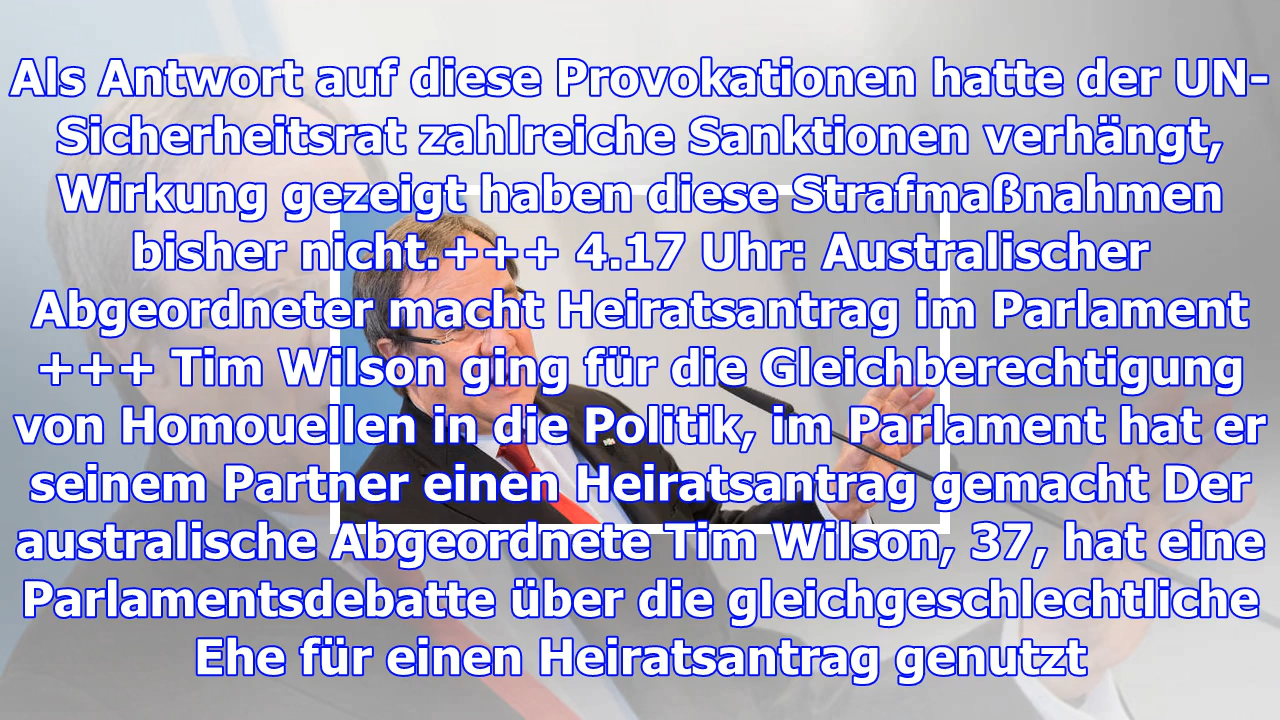 Als Antwort auf diese Provokationen hatte der UN-
Sicherheitsrat zahlreiche Sanktionen verhängt,
Wirkung gezeigt haben diese Strafmaßnahmen
bisher nicht.+++ 4.17 Uhr: Australischer
Abgeordneter macht Heiratsantrag im Parlament
+++ Tim Wilson ging für die Gleichberechtigung
von Homouellen in die Politik, im Parlament hat er
seinem Partner einen Heiratsantrag gemacht Der
australische Abgeordnete Tim Wilson, 37, hat eine
Parlamentsdebatte über die gleichgeschlechtliche
Ehe für einen Heiratsantrag genutzt